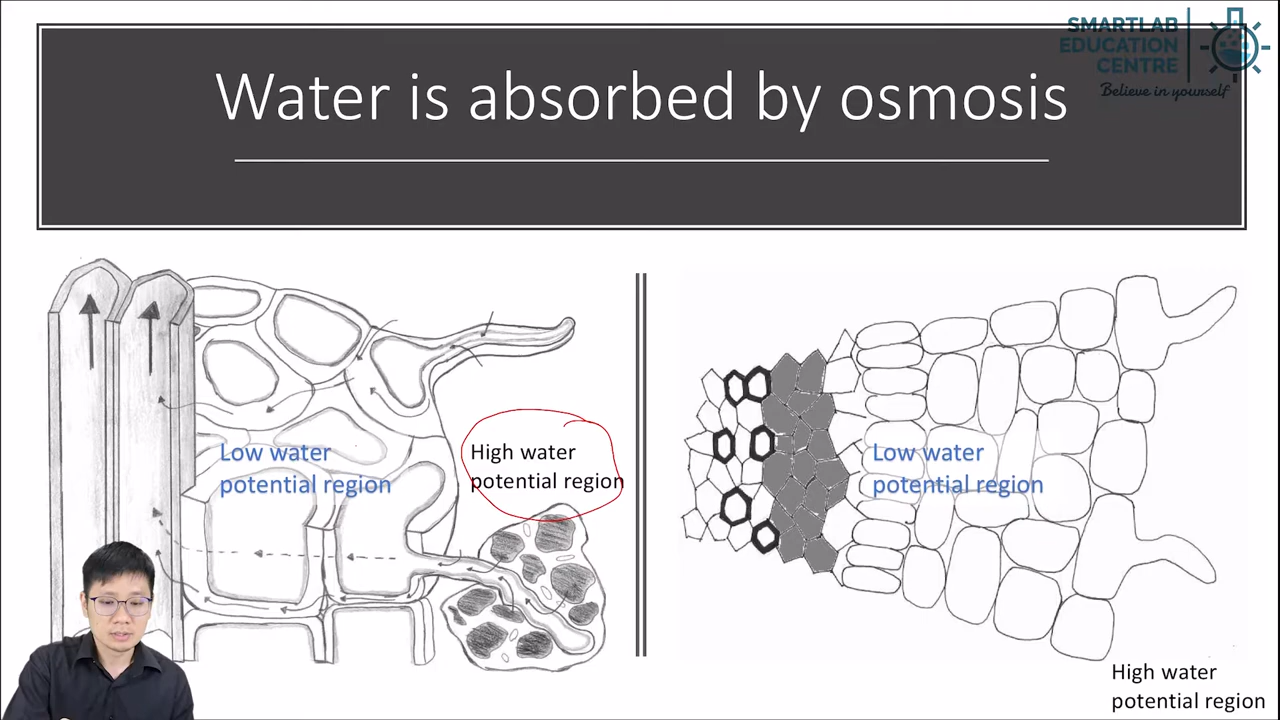 SMARTLAB
EDUCATION
CENTRE
Believe in yourself
Water is absorbed by osmosis
Low water
potential region
High water
potential region
Low water
potential region
High water
potential region